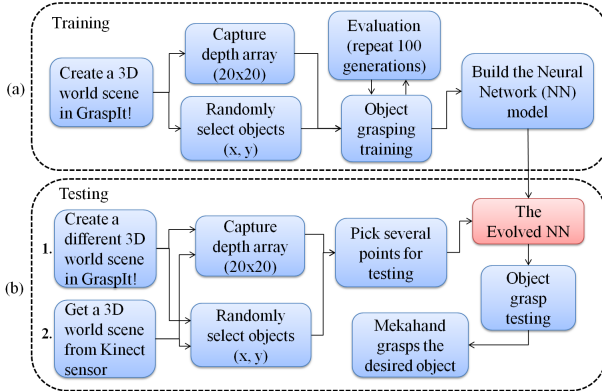 Training
(a)
Create a 3D
world scene
in GraspIt!
Capture
depth array
(20x20)
Randomly
select objects
(x, y)
Evaluation
(repeat 100
generations)
Object
grasping
training
Build the Neural
Network (NN)
model
Testing
(b)
1.
Create a
different 3D
world scene
in GraspIt!
2.
Get a 3D
world scene
from Kinect
sensor
Capture
depth array
(20x20)
Randomly
select objects
(x, y)
Pick several
points for
testing
The
Evolved NN
Object
grasp
testing
Mekahand
grasps the
desired object